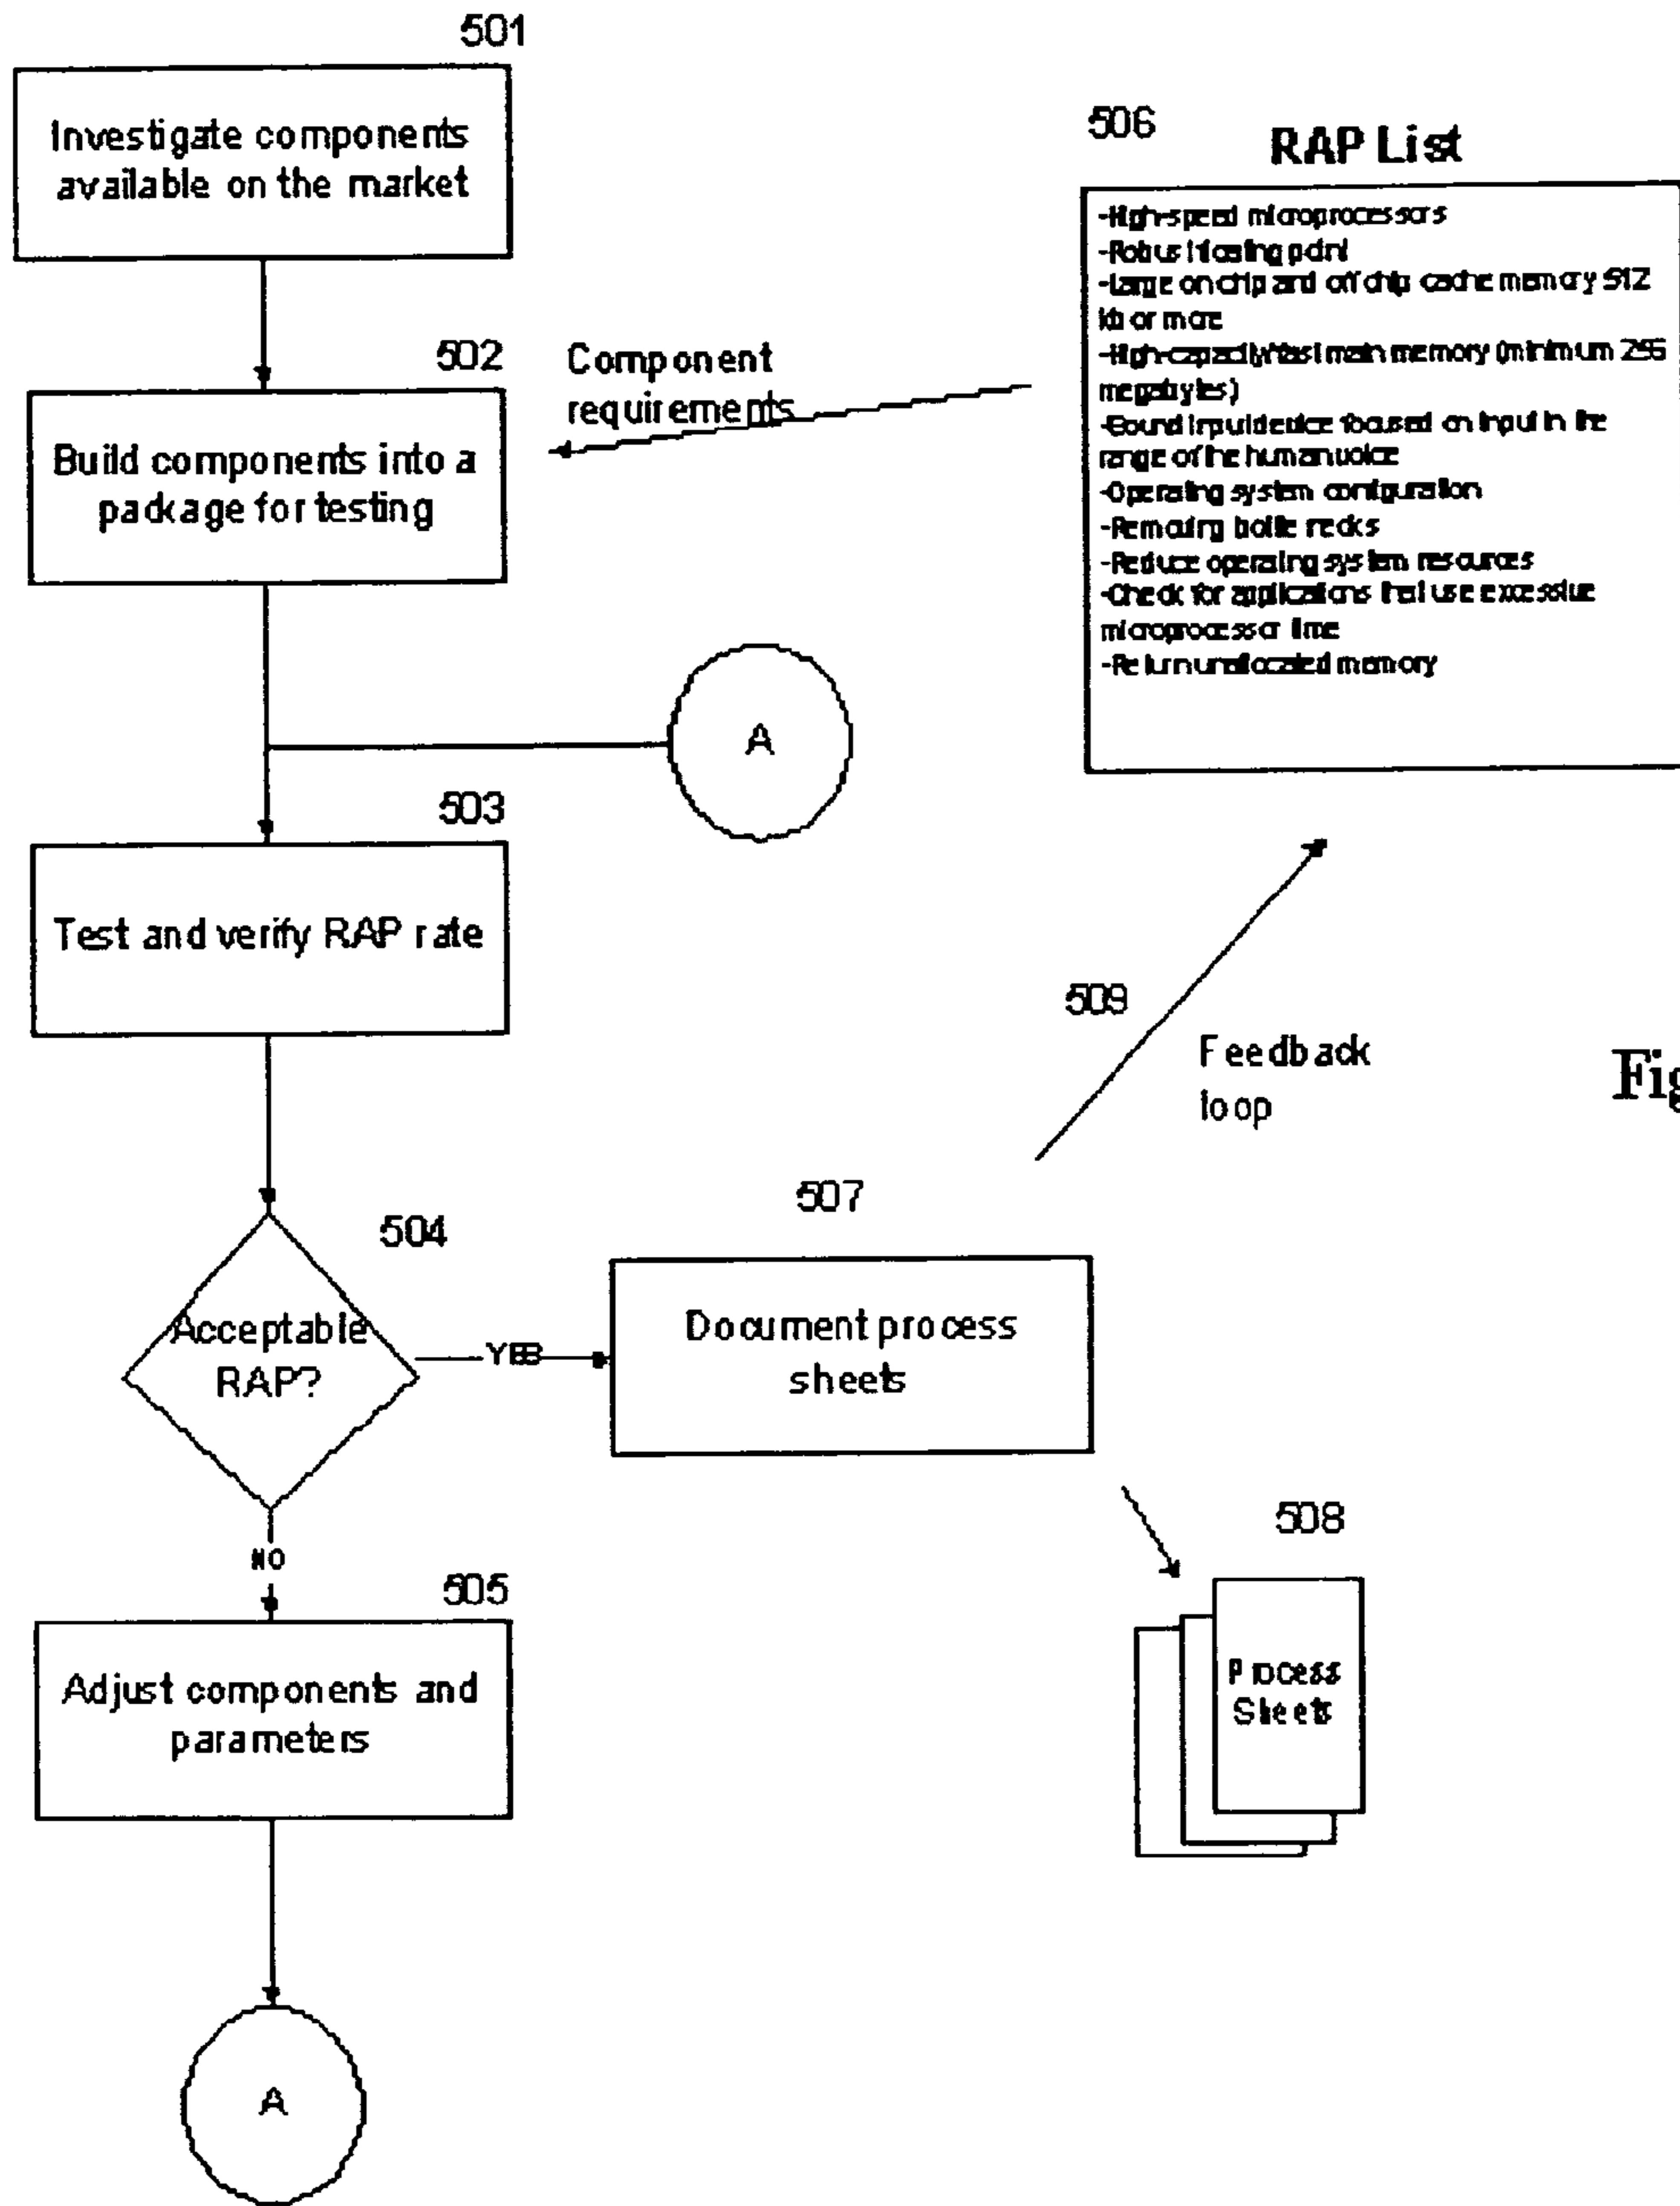 501
Investigate components
available on the market
506
RAP List
-High-speed microprocessors
-Robust floating point
-Large on chip and off chip cache memory 512
kb or more
-High-capacity/fast main memory (minimum 256
megabytes)
-Sound input device focused on input in the
range of the human voice
-Operating system configuration
-Removing bottle necks
-Reduce operating system resources
-Check for applications that use excessive
microprocessor time
-Return unallocated memory
502
Component
requirements
Build components into a
package for testing
A
503
Test and verify RAP rate
509
Feedback
loop
Fig
504
Acceptable
RAP?
YES
507
Document process
sheets
NO
508
Process
Sheets
505
Adjust components and
parameters
A